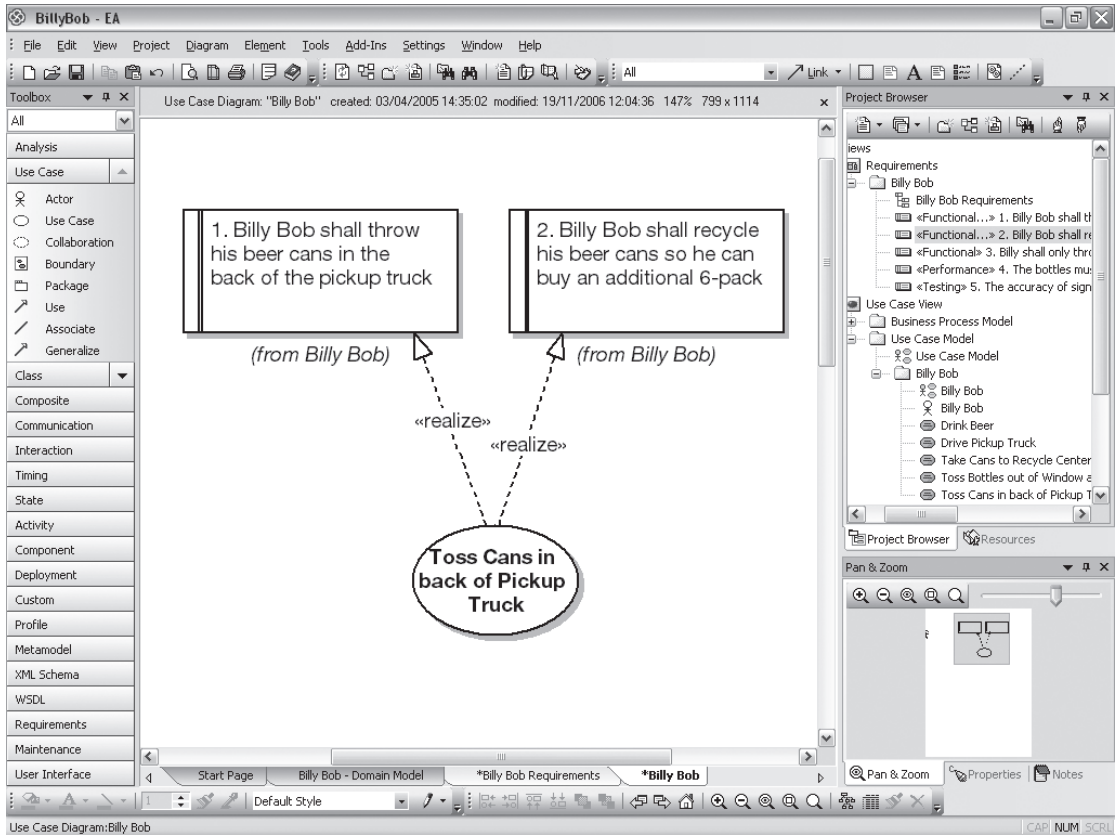 BillyBob - EA
File Edit View Project Diagram Element Tools Add-Ins Settings Window Help
All Link
Toolbox
All
Analysis
Use Case
Actor
Use Case
Collaboration
Boundary
Package
Use
Associate
Generalize
Class
Composite
Communication
Interaction
Timing
State
Activity
Component
Deployment
Custom
Profile
Metamodel
XML Schema
WSDL
Requirements
Maintenance
User Interface
Use Case Diagram: "Billy Bob" created: 03/04/2005 14:35:02 modified: 19/11/2006 12:04:36 147% 799 x 1114
1. Billy Bob shall throw
his beer cans in the
back of the pickup truck
(from Billy Bob)
2. Billy Bob shall recycle
his beer cans so he can
buy an additional 6-pack
(from Billy Bob)
«realize»
«realize»
Toss Cans in
back of Pickup
Truck
Start Page Billy Bob - Domain Model *Billy Bob Requirements *Billy Bob
Project Browser
iews
Requirements
Billy Bob
Billy Bob Requirements
«Functional...» 1. Billy Bob shall th
«Functional...» 2. Billy Bob shall re
«Functional» 3. Billy shall only thro
«Performance» 4. The bottles mu
«Testing» 5. The accuracy of sign
Use Case View
Business Process Model
Use Case Model
Use Case Model
Billy Bob
Billy Bob
Billy Bob
Drink Beer
Drive Pickup Truck
Take Cans to Recycle Center
Toss Bottles out of Window a
Toss Cans in back of Pickup T
Project Browser Resources
Pan & Zoom
Pan & Zoom Properties Notes
1 Default Style
Use Case Diagram:Billy Bob
CAP NUM SCRL